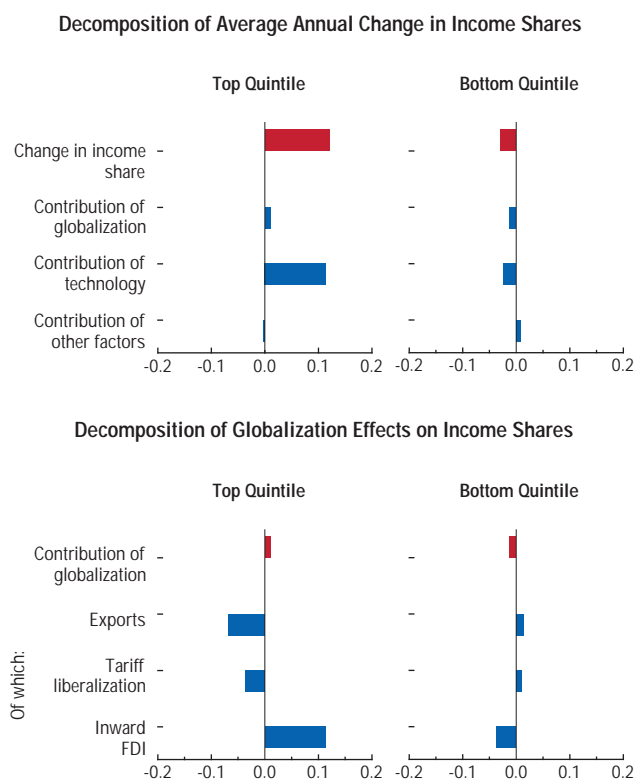 Decomposition of Average Annual Change in Income Shares
Top Quintile
Bottom Quintile
Change in income
share
Contribution of
globalization
Contribution of
technology
Contribution of
other factors
-0.2 -0.1 0.0 0.1 0.2
-0.2 -0.1 0.0 0.1 0.2
Decomposition of Globalization Effects on Income Shares
Top Quintile
Bottom Quintile
Contribution of
globalization
Of which:
Exports
Tariff
liberalization
Inward
FDI
-0.2 -0.1 0.0 0.1 0.2
-0.2 -0.1 0.0 0.1 0.2